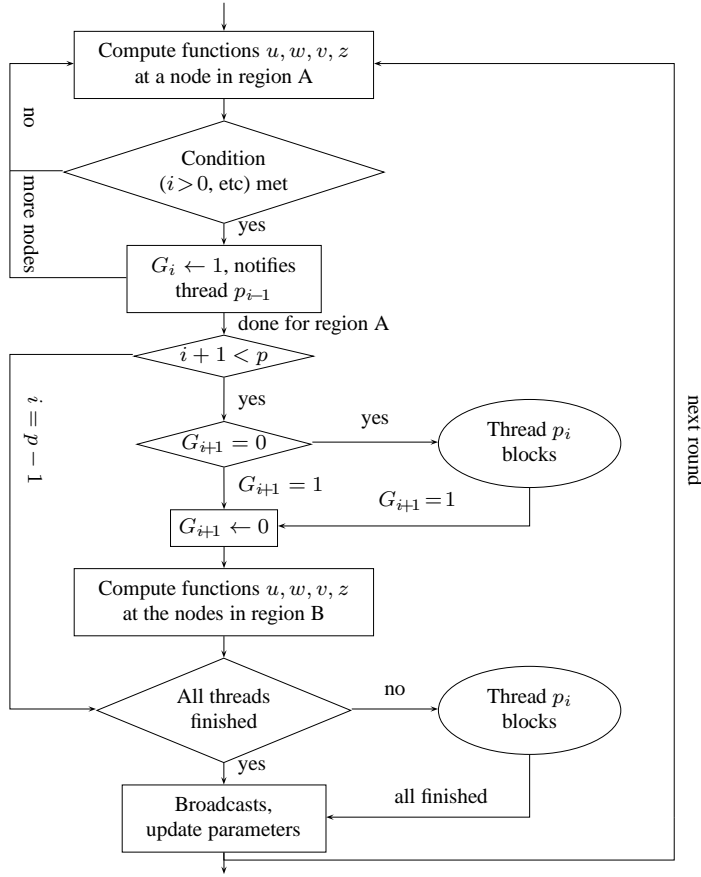 Compute functions u, w, v, z
at a node in region A
no
Condition
(i > 0, etc) met
more nodes
yes
G_i ← 1, notifies
thread p_{i−1}
done for region A
i + 1 < p
i = p − 1
yes
G_{i+1} = 0
yes
Thread p_i
blocks
next round
G_{i+1} = 1
G_{i+1} = 1
G_{i+1} ← 0
Compute functions u, w, v, z
at the nodes in region B
All threads
finished
no
Thread p_i
blocks
yes
all finished
Broadcasts,
update parameters